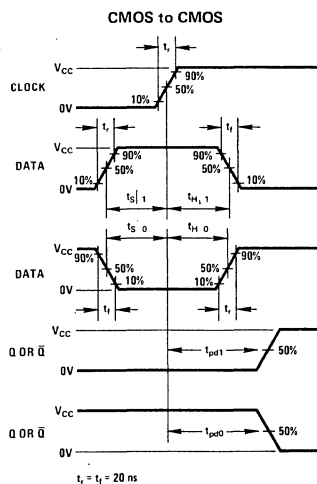 CMOS to CMOS
tr
VCC
90%
CLOCK
50%
10%
0V
tr
tf
VCC
90%
90%
DATA
50%
50%
10%
10%
0V
tS 1
tH 1
tS 0
tH 0
VCC
90%
90%
DATA
50%
50%
10%
10%
0V
tf
tr
VCC
Q OR Q̅
tpd1
50%
0V
VCC
Q OR Q̅
tpd0
50%
0V
tr = tf = 20 ns